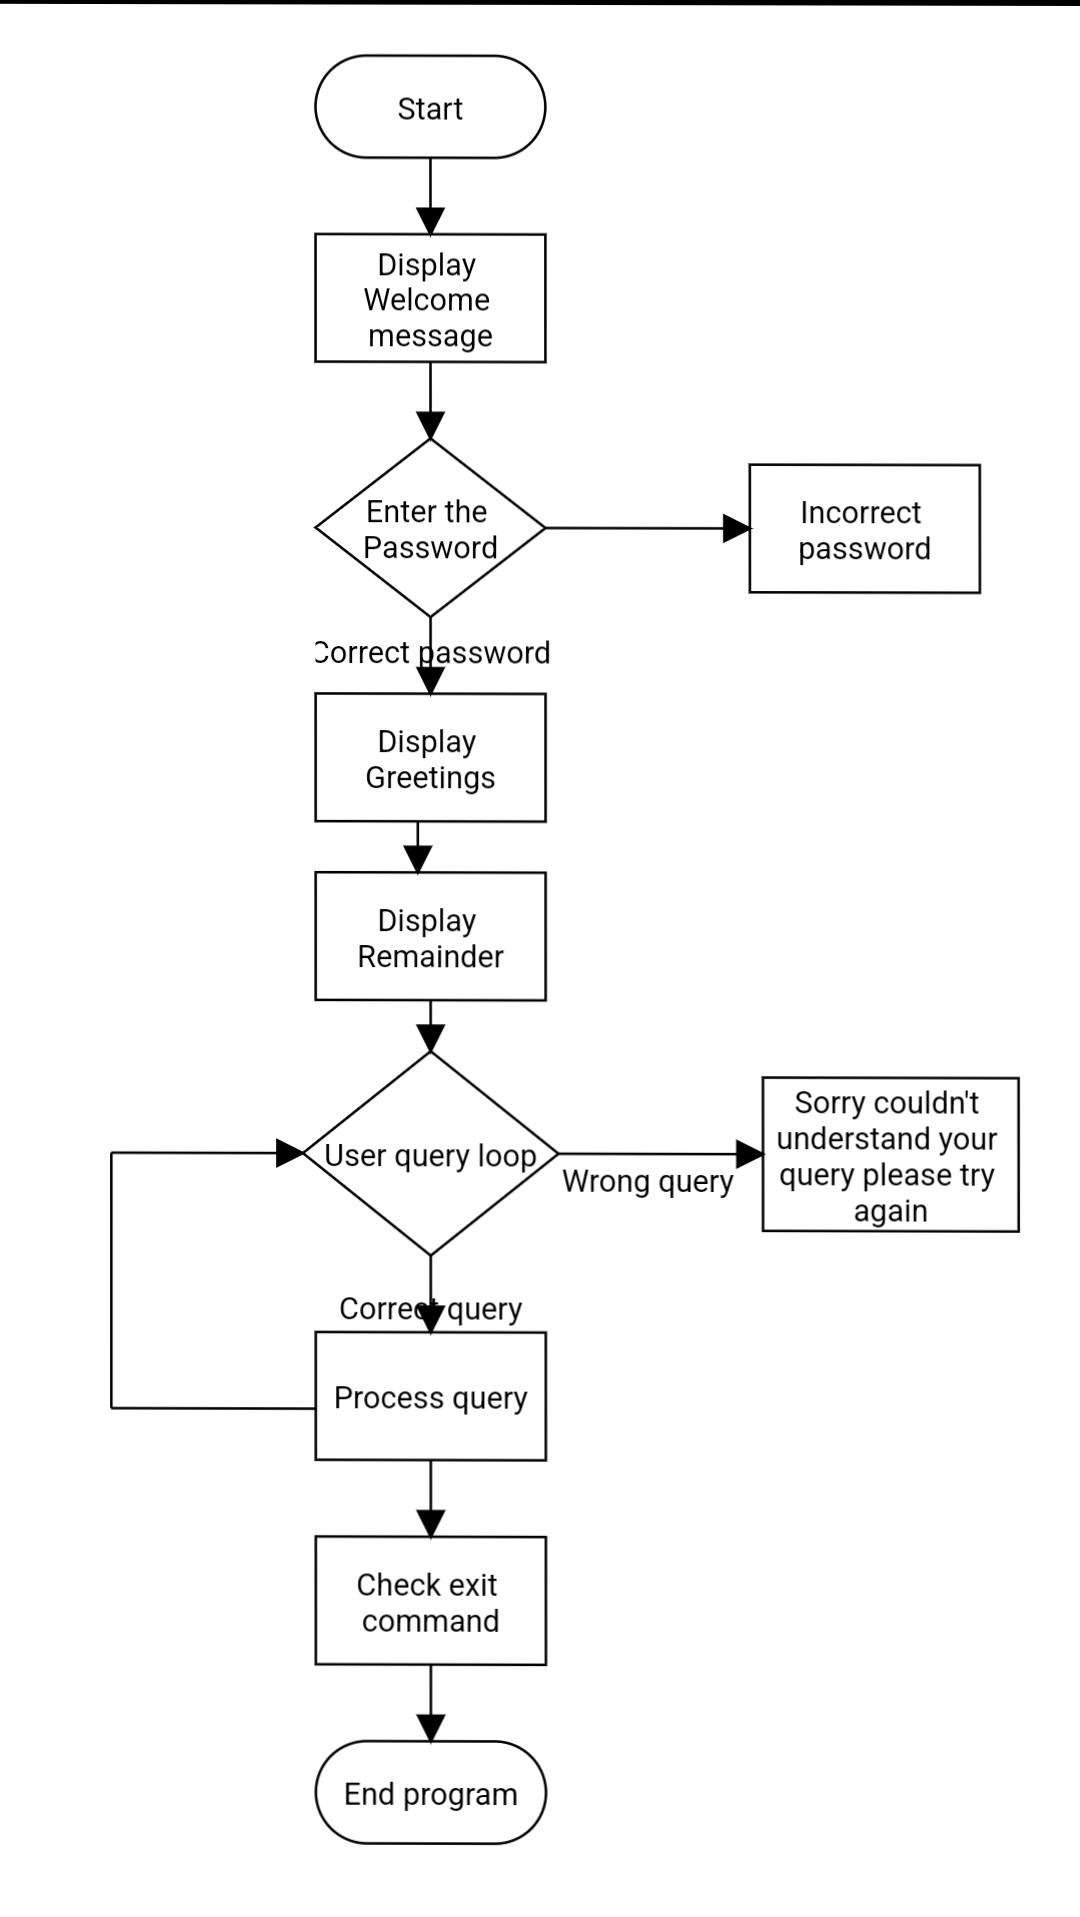 Start
Display
Welcome
message
Enter the
Password
Incorrect
password
Correct password
Display
Greetings
Display
Remainder
User query loop
Wrong query
Sorry couldn't
understand your
query please try
again
Correct query
Process query
Check exit
command
End program